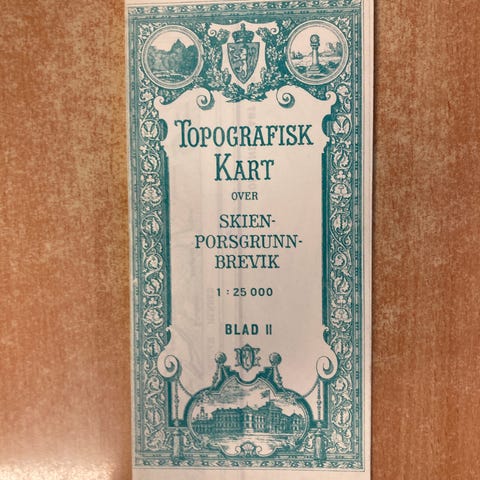 TOPOGRAFISK
KART
OVER
SKIEN-
PORSGRUNN-
BREVIK
1:25 000
BLAD II